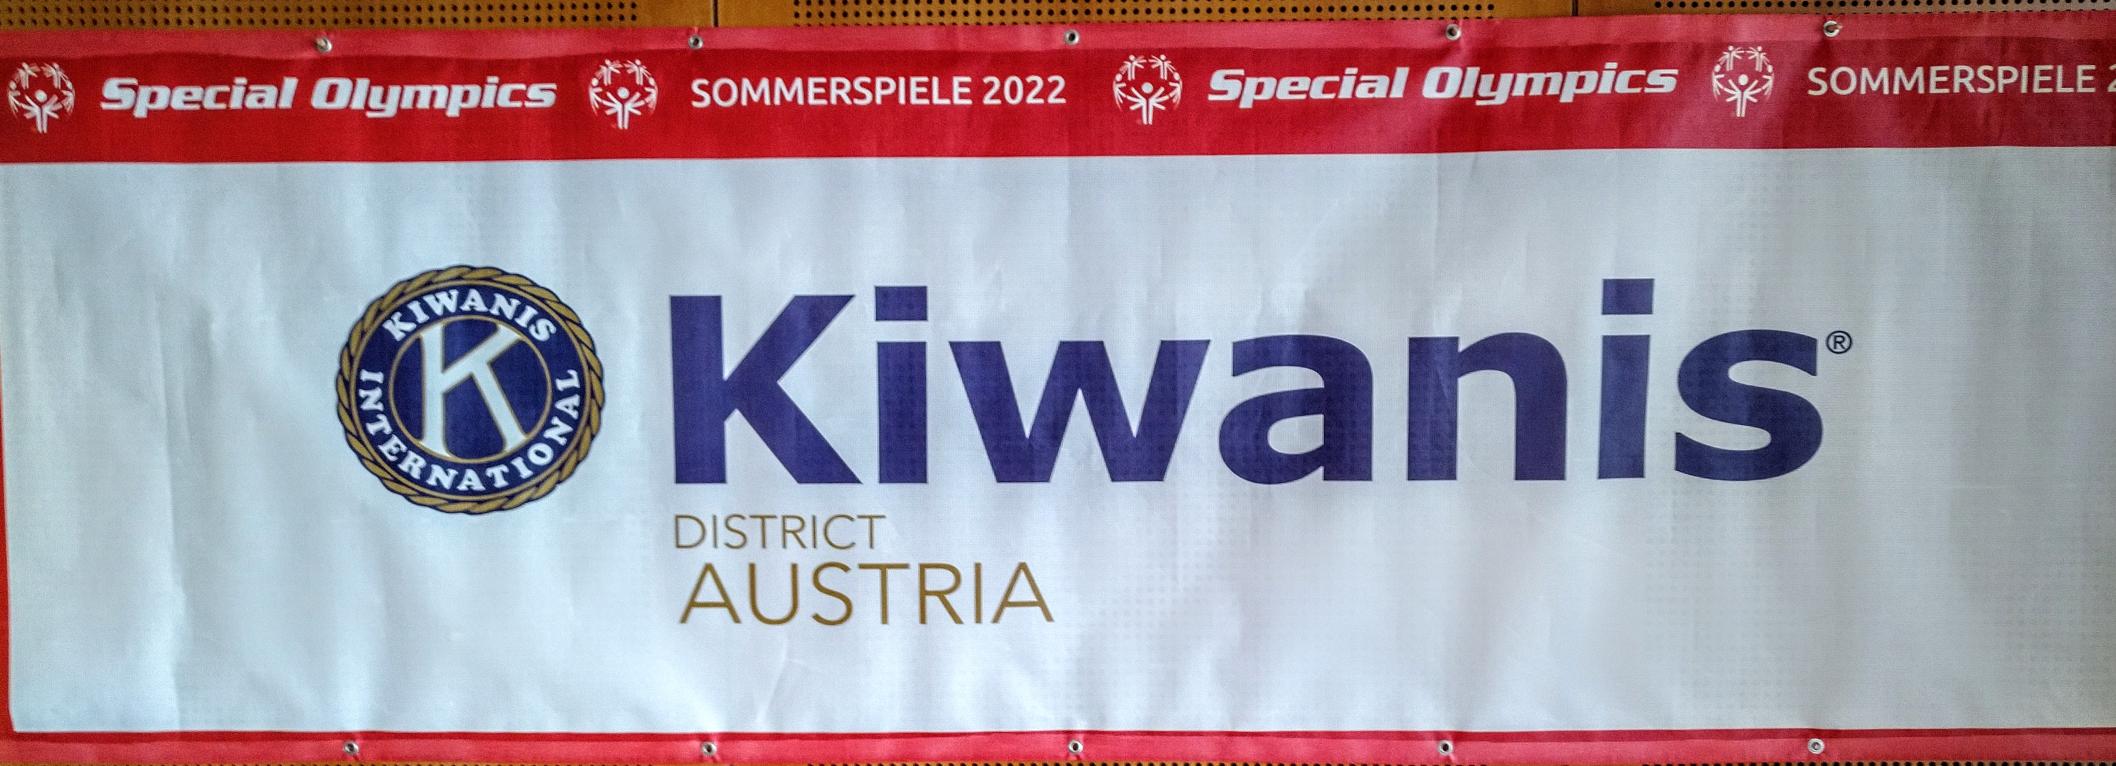 Special Olympics SOMMERSPIELE 2022 Special Olympics SOMMERSPIELE
KIWANIS
INTERNATIONAL
K
Kiwanis®
DISTRICT
AUSTRIA